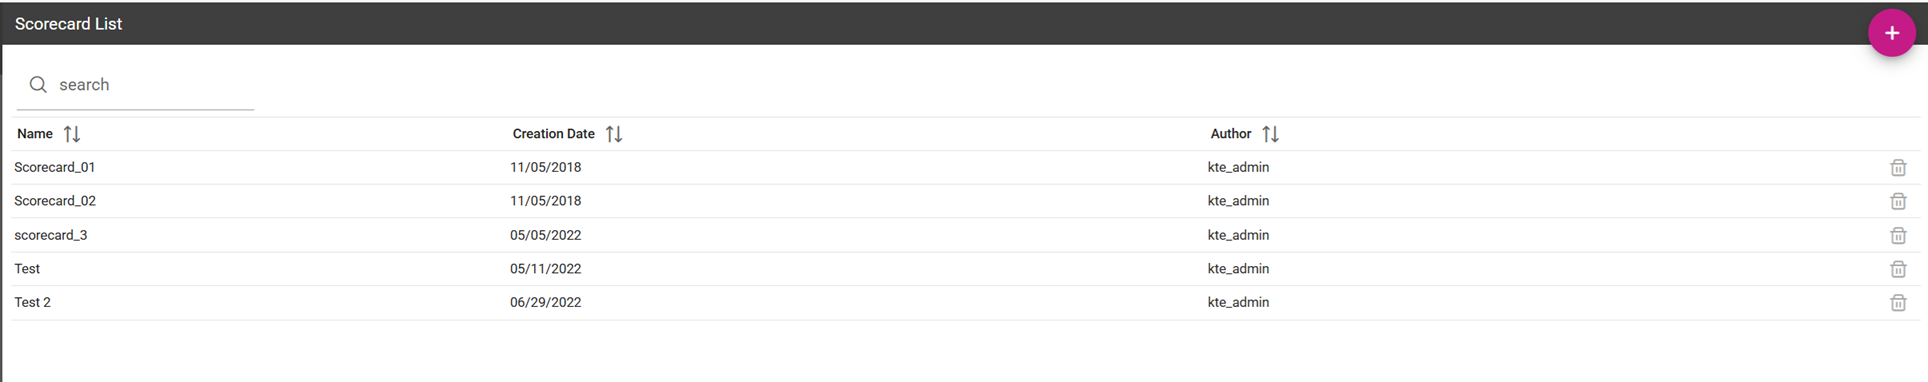 Scorecard List
+
search
Name Creation Date Author
Scorecard_01 11/05/2018 kte_admin
Scorecard_02 11/05/2018 kte_admin
scorecard_3 05/05/2022 kte_admin
Test 05/11/2022 kte_admin
Test 2 06/29/2022 kte_admin